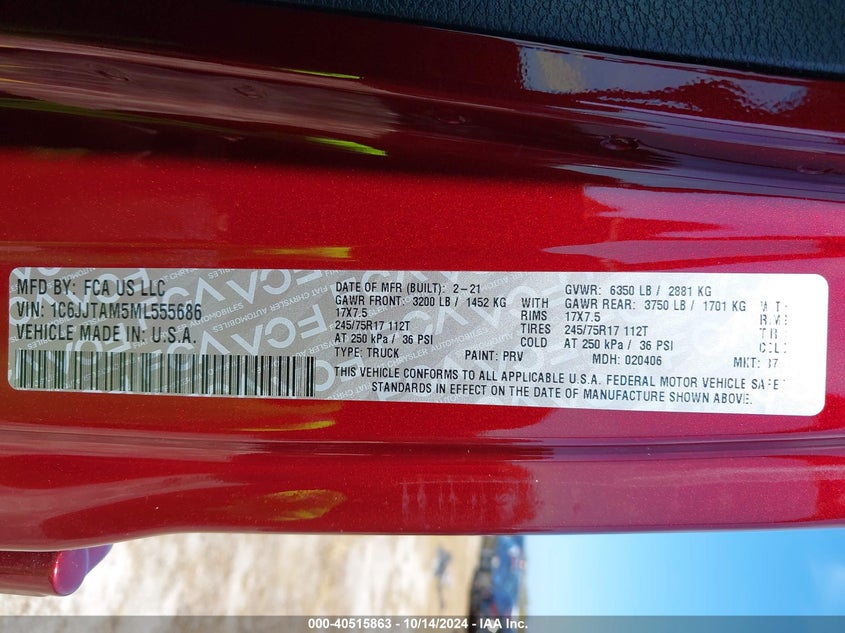 MFD BY: FCA US LLC
VIN: 1C6JJTAM5ML555686
VEHICLE MADE IN: U.S.A.
DATE OF MFR (BUILT): 2-21 GVWR: 6350 LB / 2881 KG
GAWR FRONT: 3200 LB / 1452 KG WITH GAWR REAR: 3750 LB / 1701 KG
17X7.5 RIMS 17X7.5
245/75R17 112T TIRES 245/75R17 112T
AT 250 kPa / 36 PSI COLD AT 250 kPa / 36 PSI
TYPE: TRUCK PAINT: PRV MDH: 020406 MKT: 37
THIS VEHICLE CONFORMS TO ALL APPLICABLE U.S.A. FEDERAL MOTOR VEHICLE
STANDARDS IN EFFECT ON THE DATE OF MANUFACTURE SHOWN ABOVE.
000-40515863 - 10/14/2024 - IAA Inc.